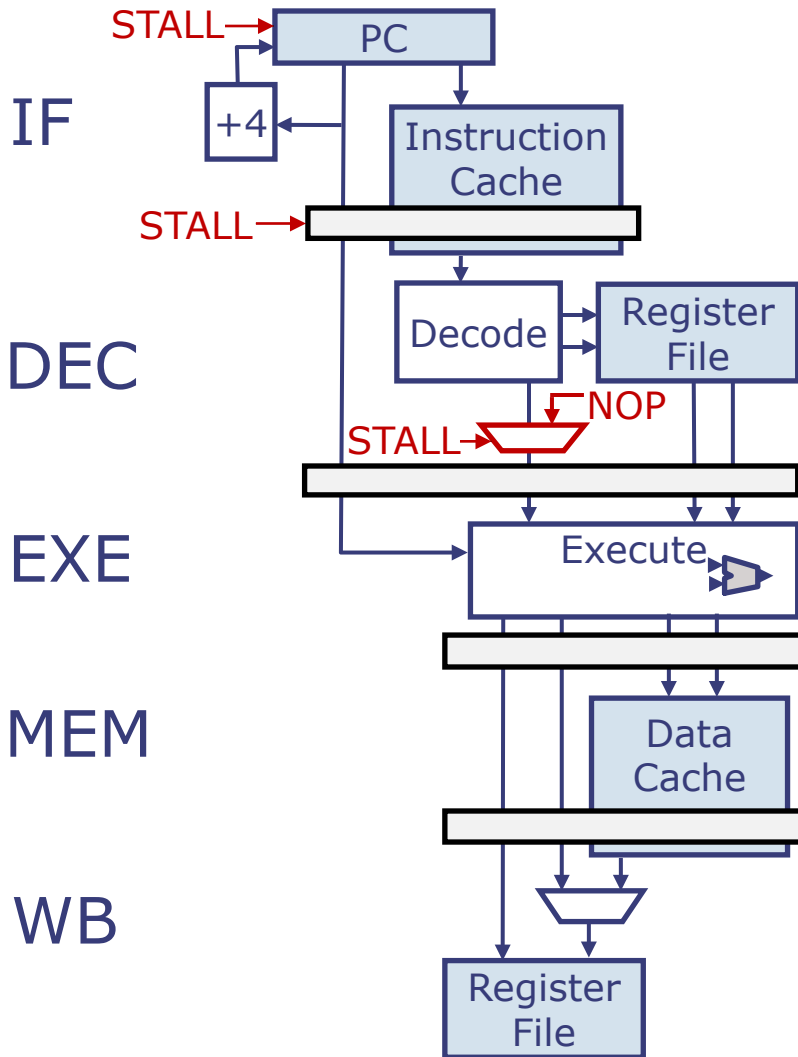 STALL
PC
IF
+4
Instruction
Cache
STALL
DEC
Decode
Register
File
NOP
STALL
EXE
Execute
MEM
Data
Cache
WB
Register
File